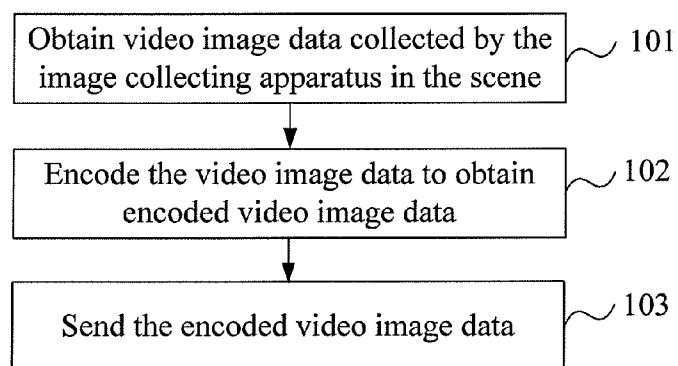 Obtain video image data collected by the
image collecting apparatus in the scene
101
Encode the video image data to obtain
encoded video image data
102
Send the encoded video image data
103